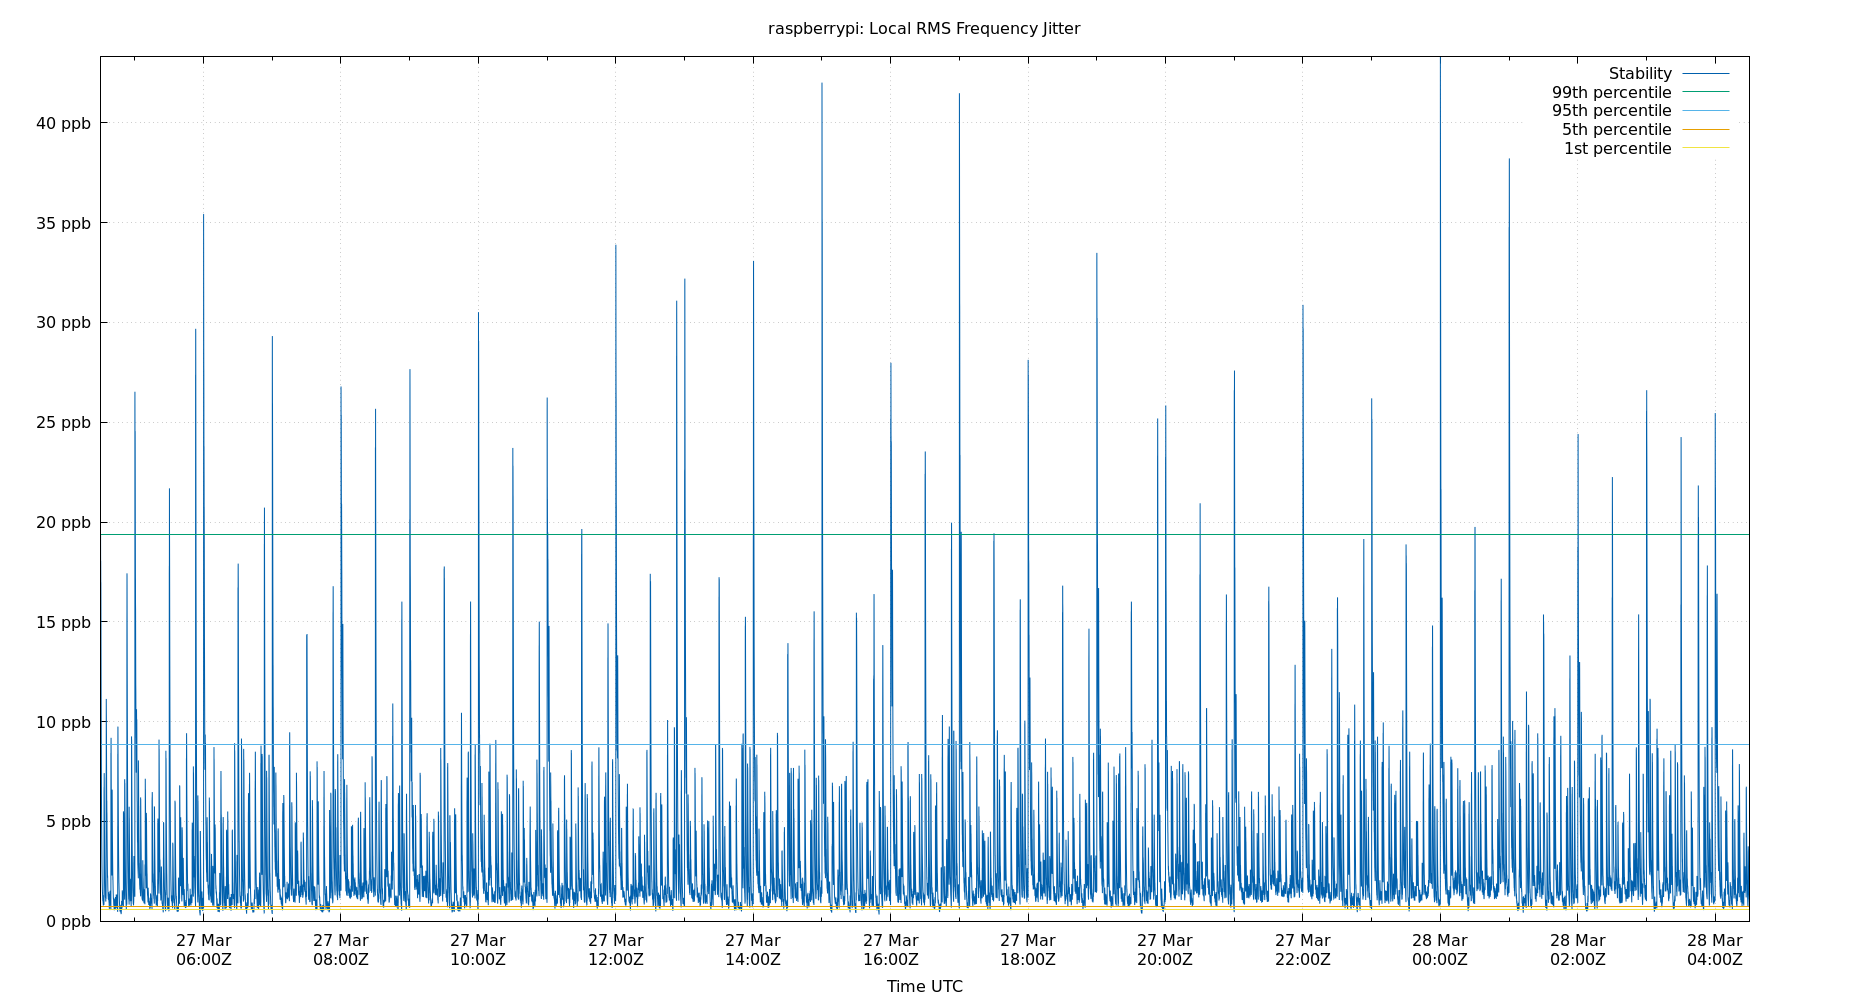 raspberrypi: Local RMS Frequency Jitter
Stability
99th percentile
95th percentile
5th percentile
1st percentile
40 ppb
35 ppb
30 ppb
25 ppb
20 ppb
15 ppb
10 ppb
5 ppb
0 ppb
27 Mar 27 Mar 27 Mar 27 Mar 27 Mar 27 Mar 27 Mar 27 Mar 27 Mar 28 Mar 28 Mar 28 Mar
06:00Z 08:00Z 10:00Z 12:00Z 14:00Z 16:00Z 18:00Z 20:00Z 22:00Z 00:00Z 02:00Z 04:00Z
Time UTC